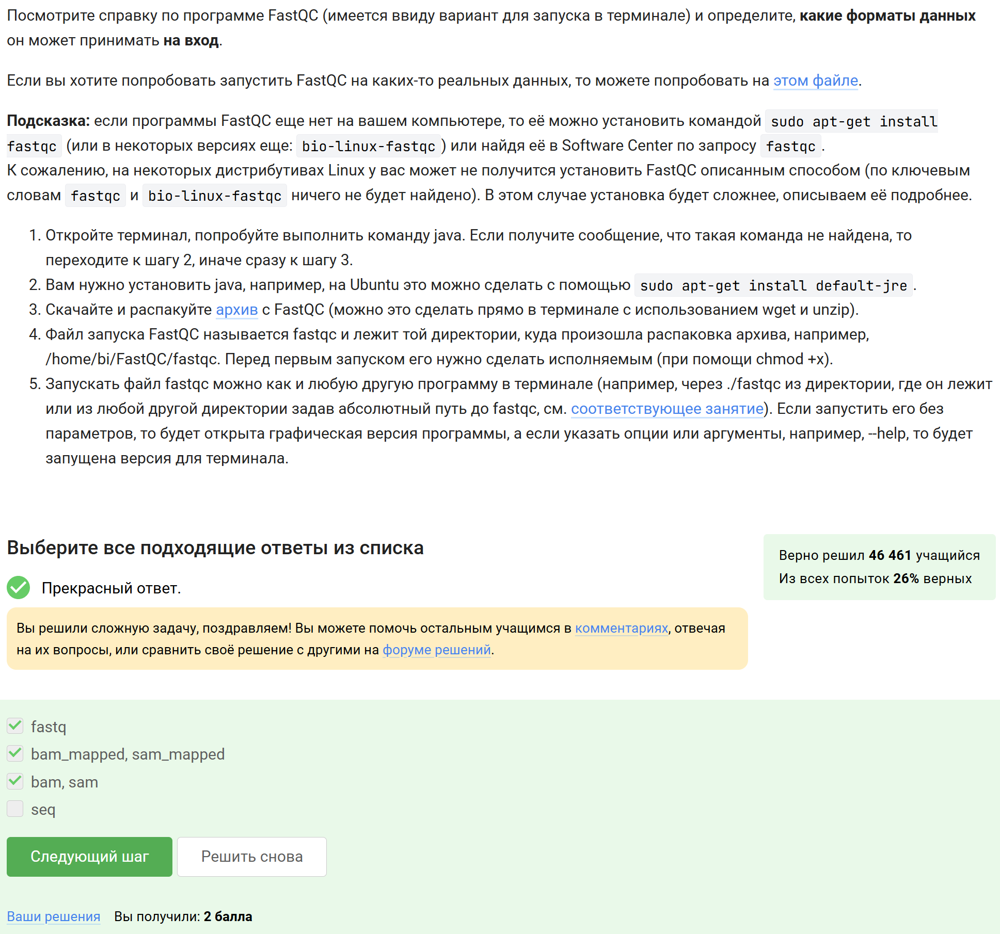 Посмотрите справку по программе FastQC (имеется ввиду вариант для запуска в терминале) и определите, какие форматы данных
он может принимать на вход.
Если вы хотите попробовать запустить FastQC на каких-то реальных данных, то можете попробовать на этом файле.
Подсказка: если программы FastQC еще нет на вашем компьютере, то её можно установить командой sudo apt-get install
fastqc (или в некоторых версиях еще: bio-linux-fastqc) или найдя её в Software Center по запросу fastqc.
К сожалению, на некоторых дистрибутивах Linux у вас может не получится установить FastQC описанным способом (по ключевым
словам fastqc и bio-linux-fastqc ничего не будет найдено). В этом случае установка будет сложнее, описываем её подробнее.
1. Откройте терминал, попробуйте выполнить команду java. Если получите сообщение, что такая команда не найдена, то
переходите к шагу 2, иначе сразу к шагу 3.
2. Вам нужно установить java, например, на Ubuntu это можно сделать с помощью sudo apt-get install default-jre.
3. Скачайте и распакуйте архив с FastQC (можно это сделать прямо в терминале с использованием wget и unzip).
4. Файл запуска FastQC называется fastqc и лежит той директории, куда произошла распаковка архива, например,
/home/bi/FastQC/fastqc. Перед первым запуском его нужно сделать исполняемым (при помощи chmod +x).
5. Запускать файл fastqc можно как и любую другую программу в терминале (например, через ./fastqc из директории, где он лежит
или из любой другой директории задав абсолютный путь до fastqc, см. соответствующее занятие). Если запустить его без
параметров, то будет открыта графическая версия программы, а если указать опции или аргументы, например, --help, то будет
запущена версия для терминала.
Выберите все подходящие ответы из списка
Верно решил 46 461 учащийся
Из всех попыток 26% верных
Прекрасный ответ.
Вы решили сложную задачу, поздравляем! Вы можете помочь остальным учащимся в комментариях, отвечая
на их вопросы, или сравнить своё решение с другими на форуме решений.
fastq
bam_mapped, sam_mapped
bam, sam
seq
Следующий шаг
Решить снова
Ваши решения Вы получили: 2 балла